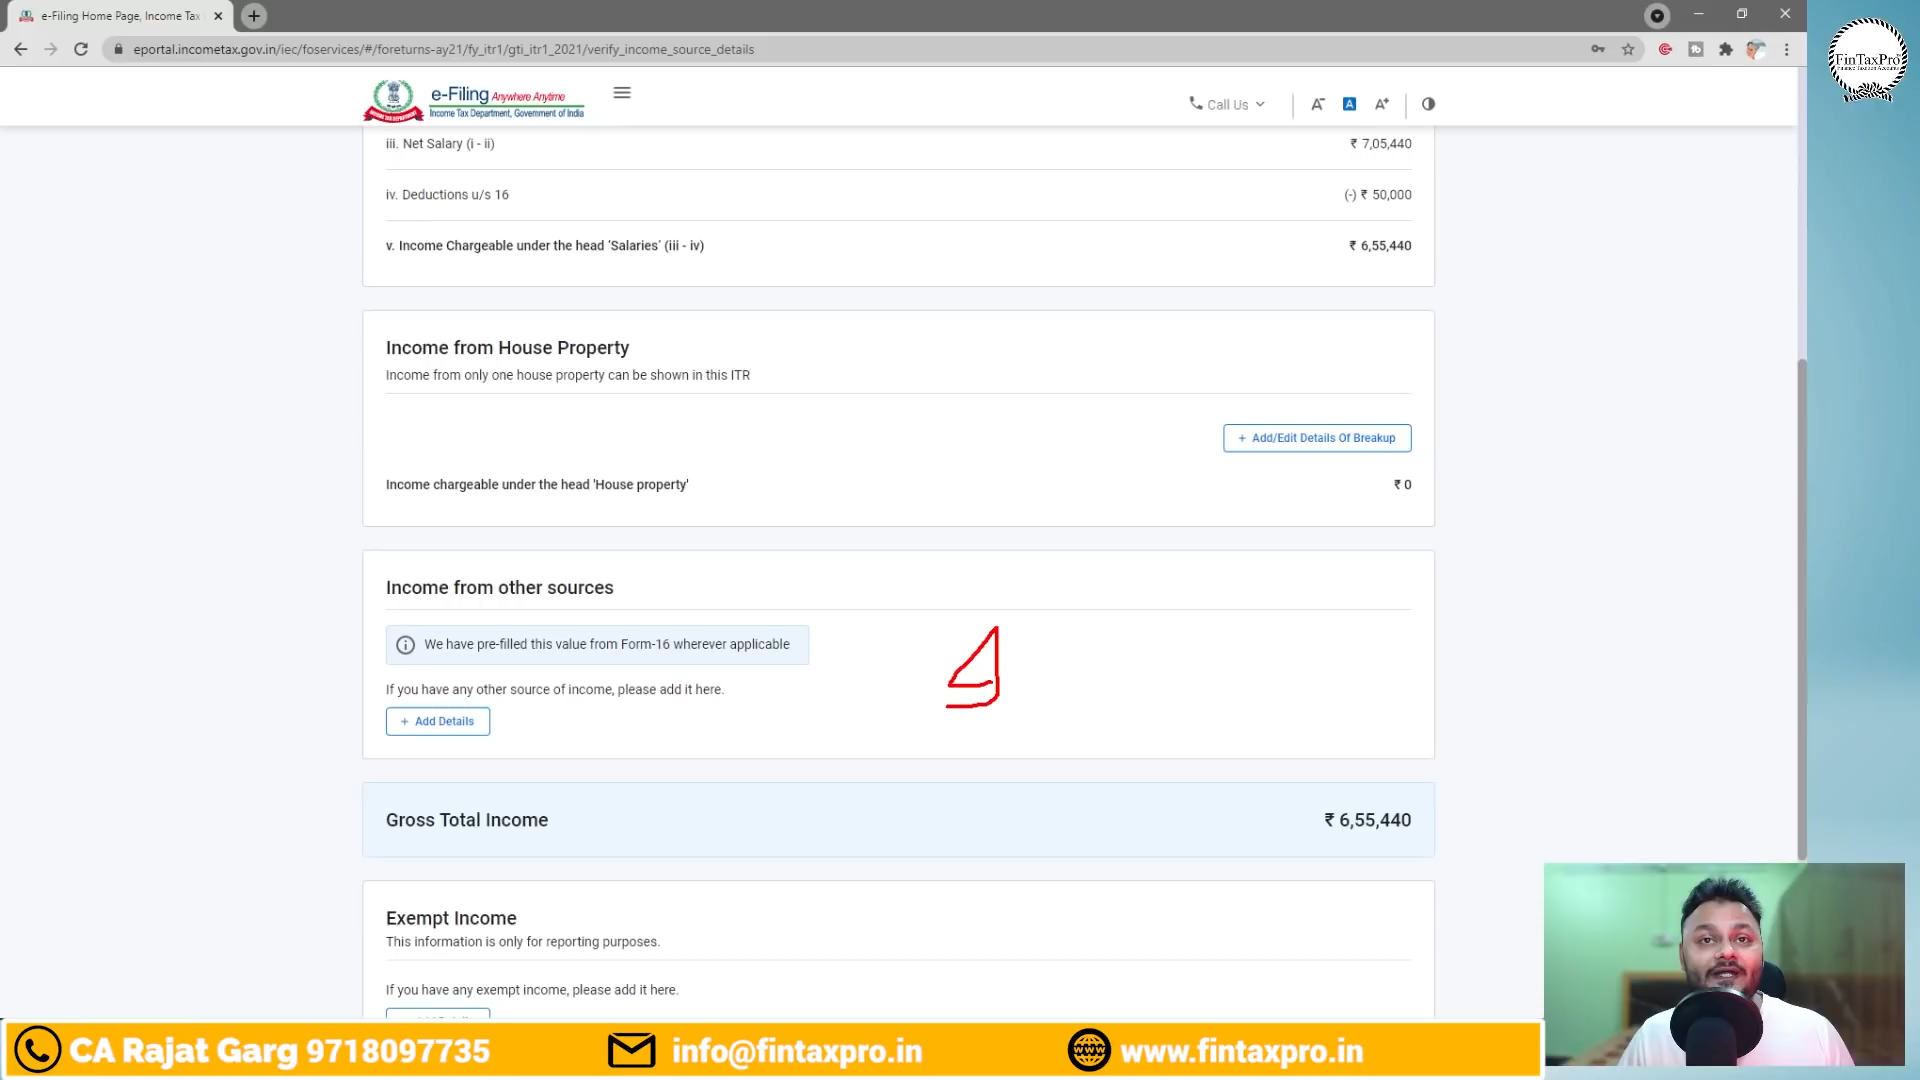 e-Filing Home Page, Income Tax
eportal.incometax.gov.in/iec/foservices/#/foreturns-ay21/fy_itr1/gti_itr1_2021/verify_income_source_details
FinTaxPro
e-Filing Anywhere Anytime
Income Tax Department, Government of India
Call Us
A- A A+
iii. Net Salary (i - ii) ₹ 7,05,440
iv. Deductions u/s 16 (-) ₹ 50,000
v. Income Chargeable under the head ‘Salaries’ (iii - iv) ₹ 6,55,440
Income from House Property
Income from only one house property can be shown in this ITR
+ Add/Edit Details Of Breakup
Income chargeable under the head 'House property' ₹ 0
Income from other sources
We have pre-filled this value from Form-16 wherever applicable
If you have any other source of income, please add it here.
+ Add Details
Gross Total Income ₹ 6,55,440
Exempt Income
This information is only for reporting purposes.
If you have any exempt income, please add it here.
CA Rajat Garg 9718097735 info@fintaxpro.in www.fintaxpro.in